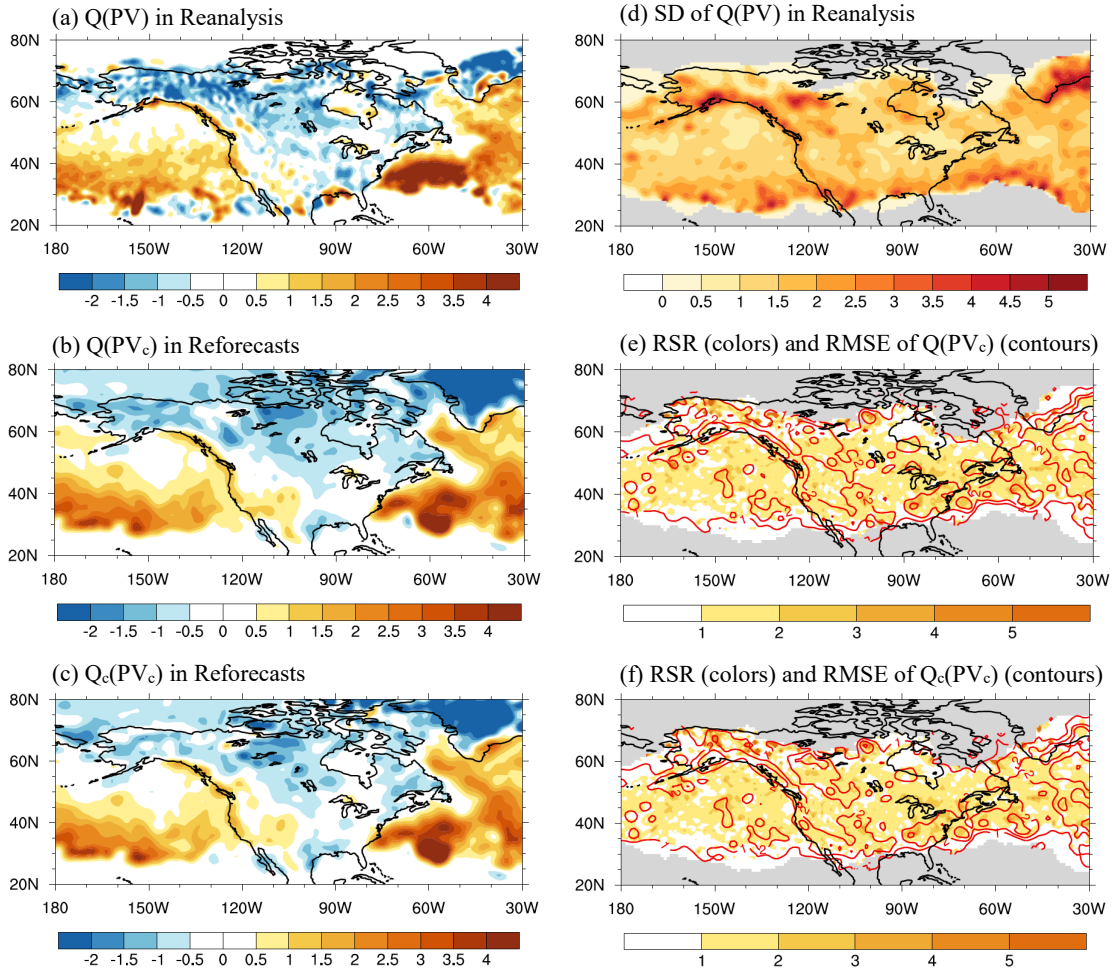 (a) Q(PV) in Reanalysis
80N
60N
40N
20N
180 150W 120W 90W 60W 30W
-2 -1.5 -1 -0.5 0 0.5 1 1.5 2 2.5 3 3.5 4
(d) SD of Q(PV) in Reanalysis
80N
60N
40N
20N
180 150W 120W 90W 60W 30W
0 0.5 1 1.5 2 2.5 3 3.5 4 4.5 5
(b) Q(PVc) in Reforecasts
80N
60N
40N
20N
180 150W 120W 90W 60W 30W
-2 -1.5 -1 -0.5 0 0.5 1 1.5 2 2.5 3 3.5 4
(e) RSR (colors) and RMSE of Q(PVc) (contours)
80N
60N
40N
20N
180 150W 120W 90W 60W 30W
1 2 3 4 5
(c) Qc(PVc) in Reforecasts
80N
60N
40N
20N
180 150W 120W 90W 60W 30W
-2 -1.5 -1 -0.5 0 0.5 1 1.5 2 2.5 3 3.5 4
(f) RSR (colors) and RMSE of Qc(PVc) (contours)
80N
60N
40N
20N
180 150W 120W 90W 60W 30W
1 2 3 4 5